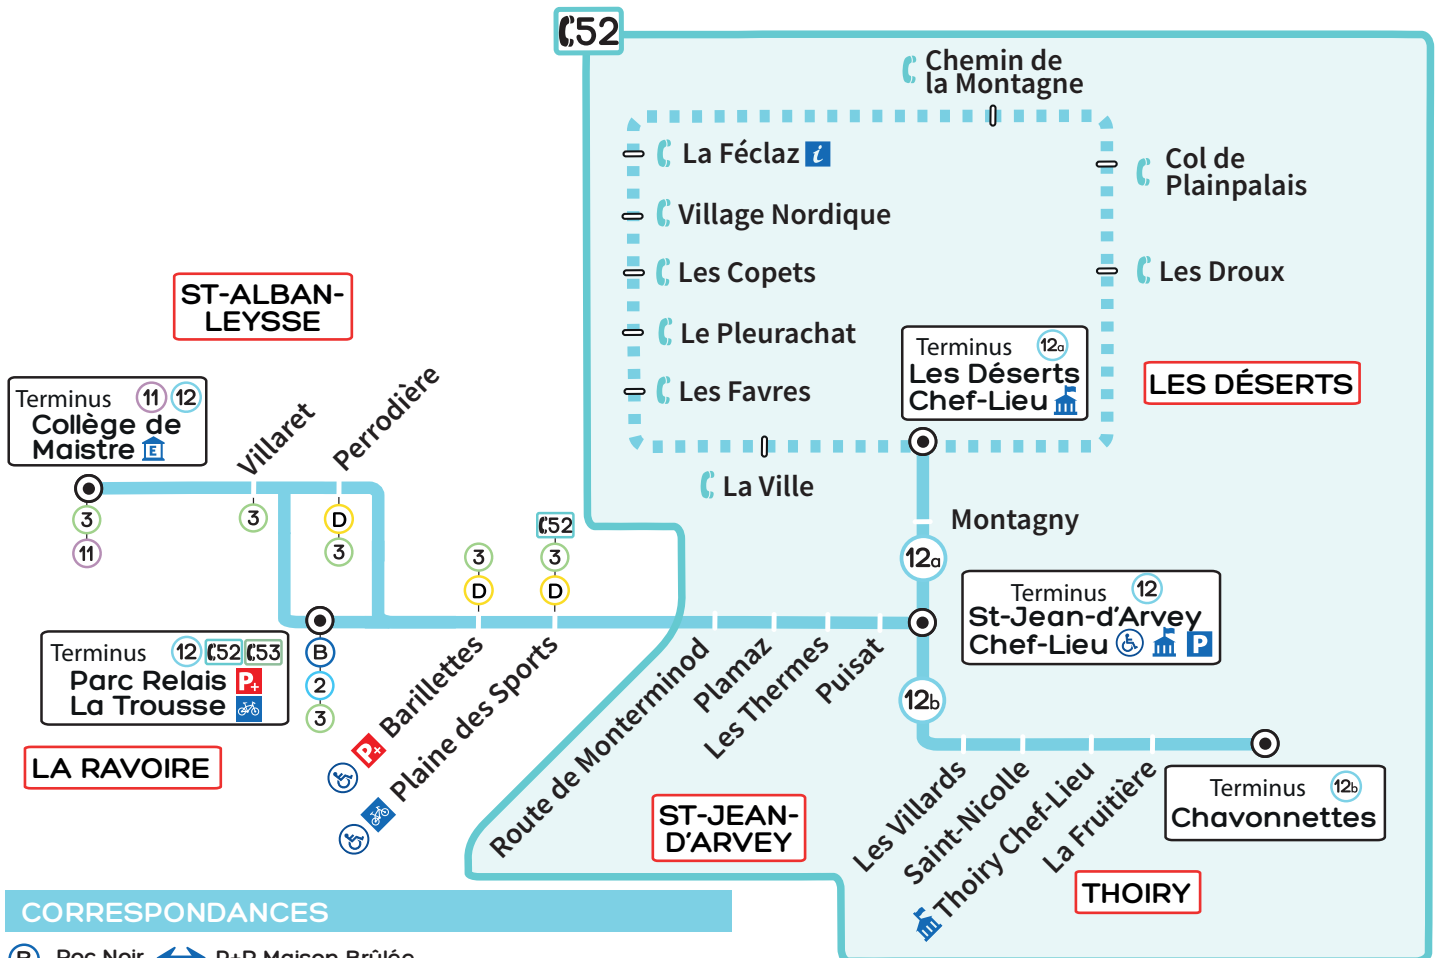 52
Chemin de
la Montagne
La Féclaz i
Col de
Plainpalais
Village Nordique
Les Copets
Les Droux
Le Pleurachat
Les Favres
La Ville
Terminus 12a
Les Déserts
Chef-Lieu
LES DÉSERTS
ST-ALBAN-
LEYSSE
Terminus 11 12
Collège de
Maistre E
3
11
Villaret
3
Perrodière
D
3
Montagny
12a
Terminus 12
St-Jean-d'Arvey
Chef-Lieu P
12b
Terminus 12 52 53
Parc Relais P+
La Trousse
B
2
3
LA RAVOIRE
3
D
P+ Barillettes
52
3
D
Plaine des Sports
Route de Monterminod
Plamaz
Les Thermes
Puisat
ST-JEAN-
D'ARVEY
Les Villards
Saint-Nicolle
Thoiry Chef-Lieu
La Fruitière
Terminus 12b
Chavonnettes
THOIRY
CORRESPONDANCES
B Roc Noir P+R Maison Brûlée